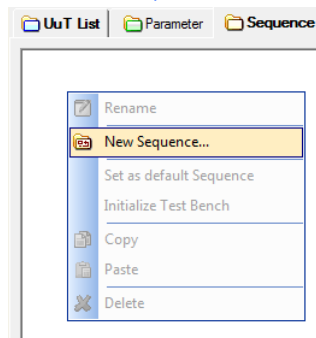 UuT List Parameter Sequence
Rename
New Sequence...
Set as default Sequence
Initialize Test Bench
Copy
Paste
Delete